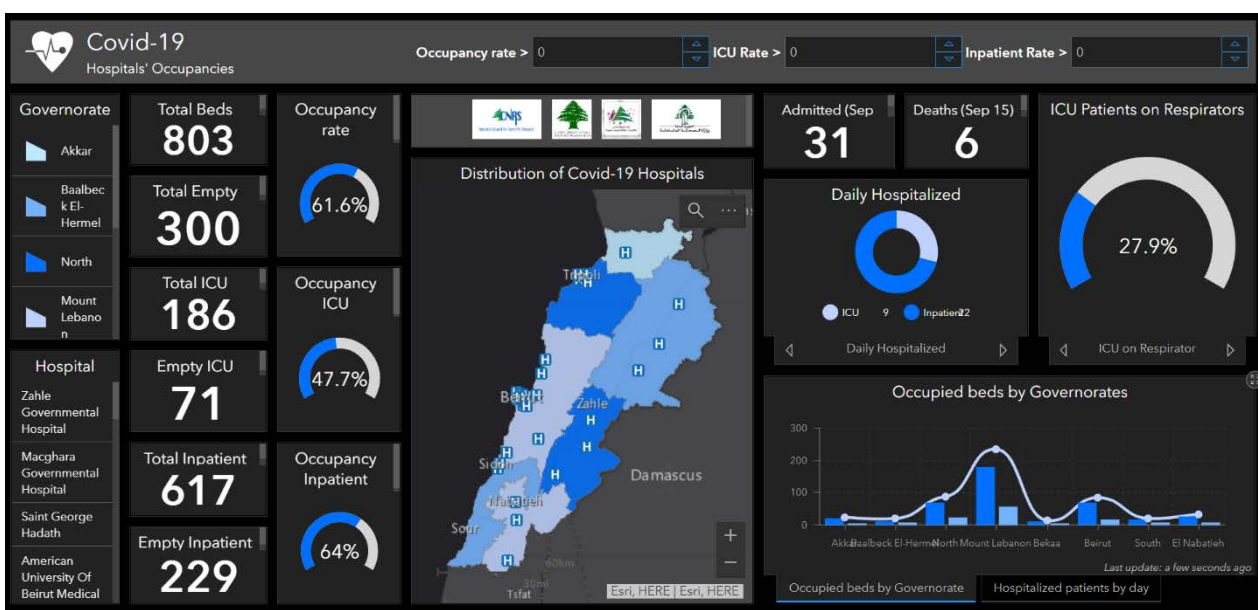 Covid-19
Hospitals' Occupancies
Occupancy rate > 0
ICU Rate > 0
Inpatient Rate > 0
Governorate
Akkar
Baalbec
k El-
Hermel
North
Mount
Lebano
n
Hospital
Zahle
Governmental
Hospital
Macghara
Governmental
Hospital
Saint George
Hadath
American
University Of
Beirut Medical
Total Beds
803
Total Empty
300
Total ICU
186
Empty ICU
71
Total Inpatient
617
Empty Inpatient
229
Occupancy
rate
61.6%
Occupancy
ICU
47.7%
Occupancy
Inpatient
64%
CNRS
Distribution of Covid-19 Hospitals
H
Tripoli
H
H
H
H
H
H
H
Beirut
Zahle
H
H
H
H
Sidon
H
H
Damascus
Nabatieh
H
Sour
H
H
60km
30mi
Tsfat
+
−
Esri, HERE | Esri, HERE
Admitted (Sep
31
Deaths (Sep 15)
6
Daily Hospitalized
ICU 9 Inpatient 22
Daily Hospitalized
ICU Patients on Respirators
27.9%
ICU on Respirator
Occupied beds by Governorates
300
200
100
0
Akkar Baalbeck El-Hermel North Mount Lebanon Bekaa Beirut South El Nabatieh
Last update: a few seconds ago
Occupied beds by Governorate
Hospitalized patients by day